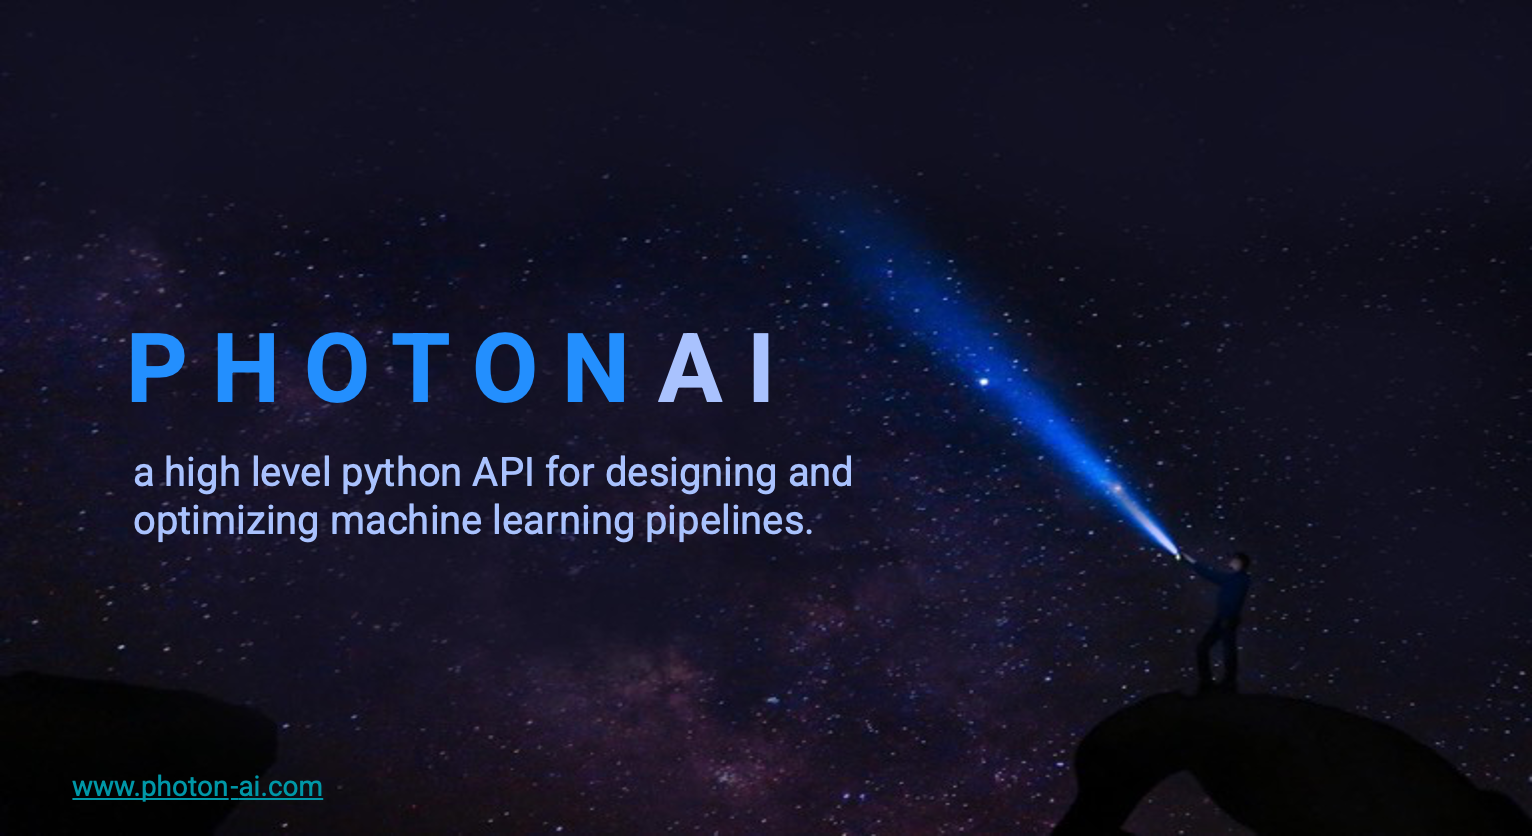 PHOTONAI
a high level python API for designing and
optimizing machine learning pipelines.
www.photon-ai.com